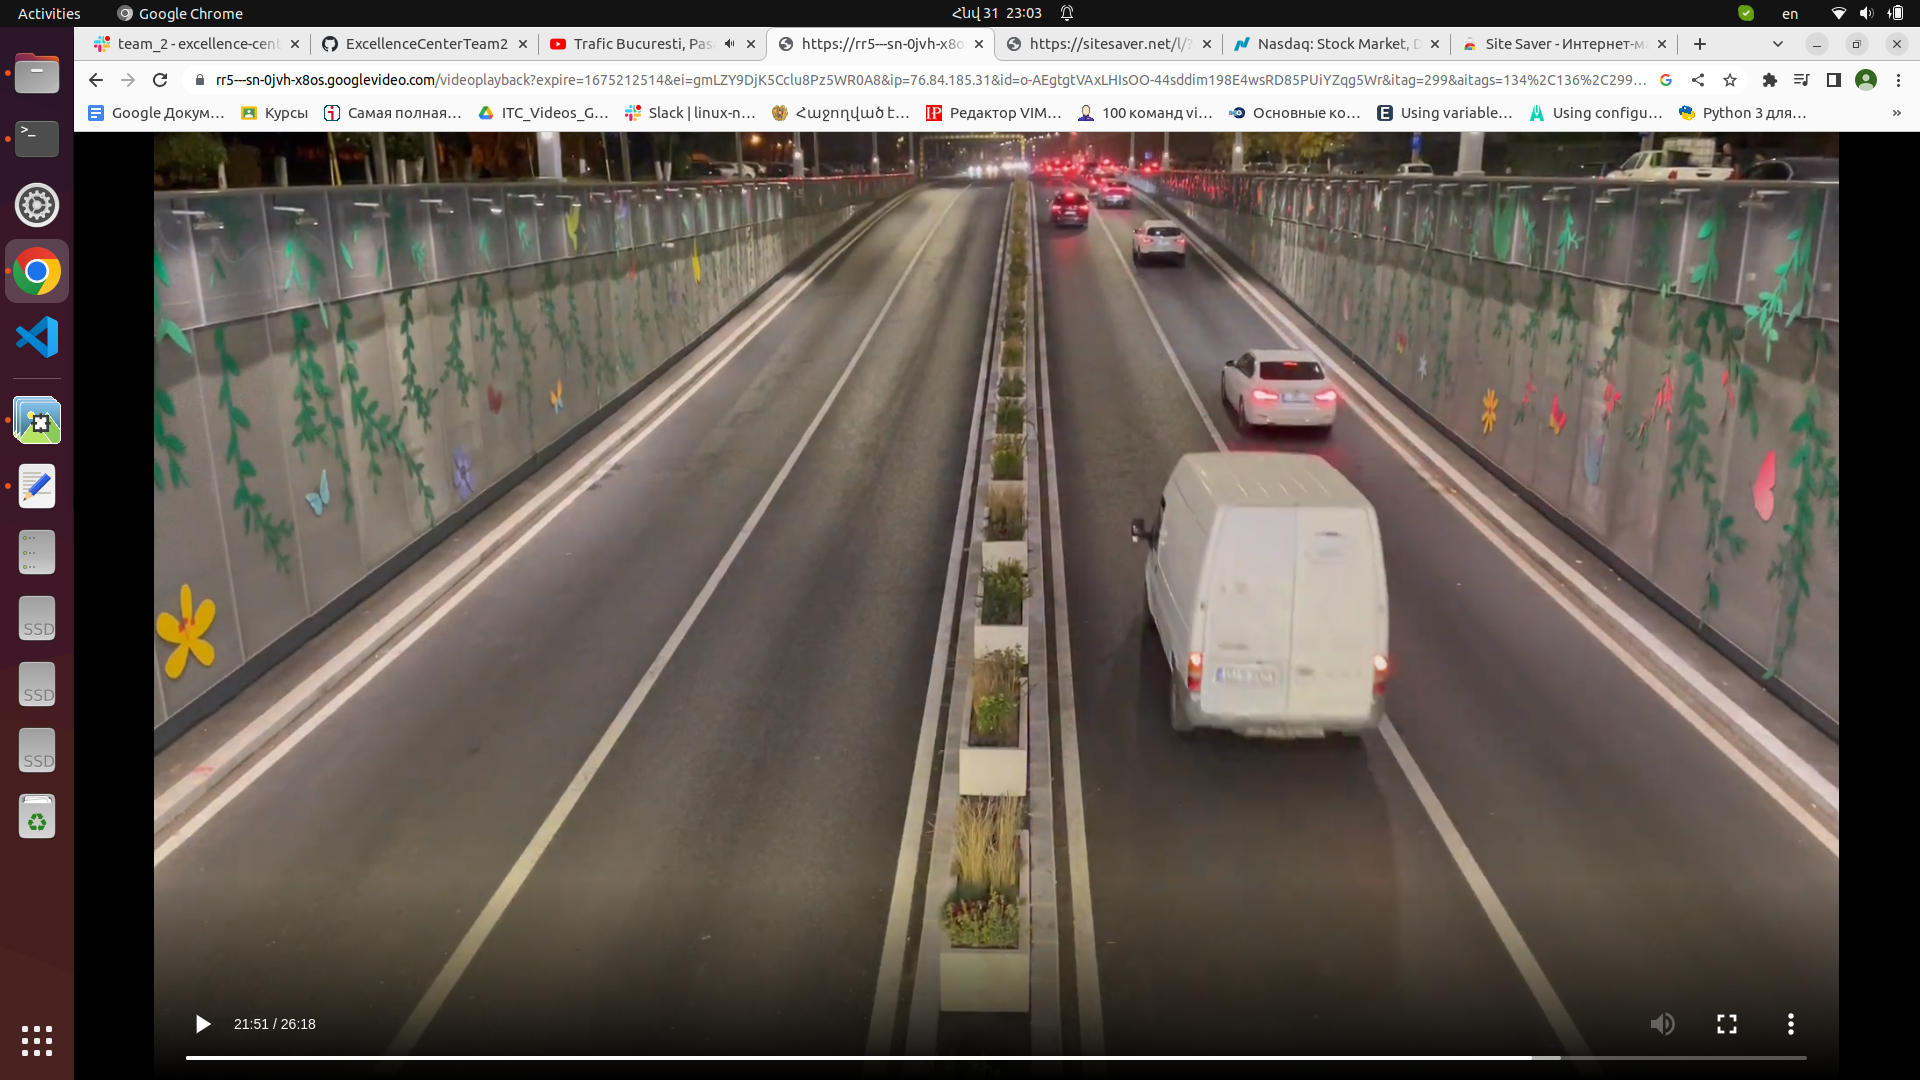 Activities
Google Chrome
Հնվ 31 23:03
en
team_2 - excellence-cent
ExcellenceCenterTeam2
Trafic Bucuresti, Pas
https://rr5---sn-0jvh-x8o
https://sitesaver.net/l/?
Nasdaq: Stock Market, D
Site Saver - Интернет-м
rr5---sn-0jvh-x8os.googlevideo.com/videoplayback?expire=1675212514&ei=gmLZY9DjK5Cclu8Pz5WR0A8&ip=76.84.185.31&id=o-AEgtgtVAxLHIsOO-44sddim198E4wsRD85PUiYZqg5Wr&itag=299&aitags=134%2C136%2C299...
Google Докум...
Курсы
Самая полная...
ITC_Videos_G...
Slack | linux-n...
Հաջողված է...
Редактор VIM...
100 команд vi...
Основные ко...
Using variable...
Using configu...
Python 3 для...
»
SSD
SSD
SSD
21:51 / 26:18